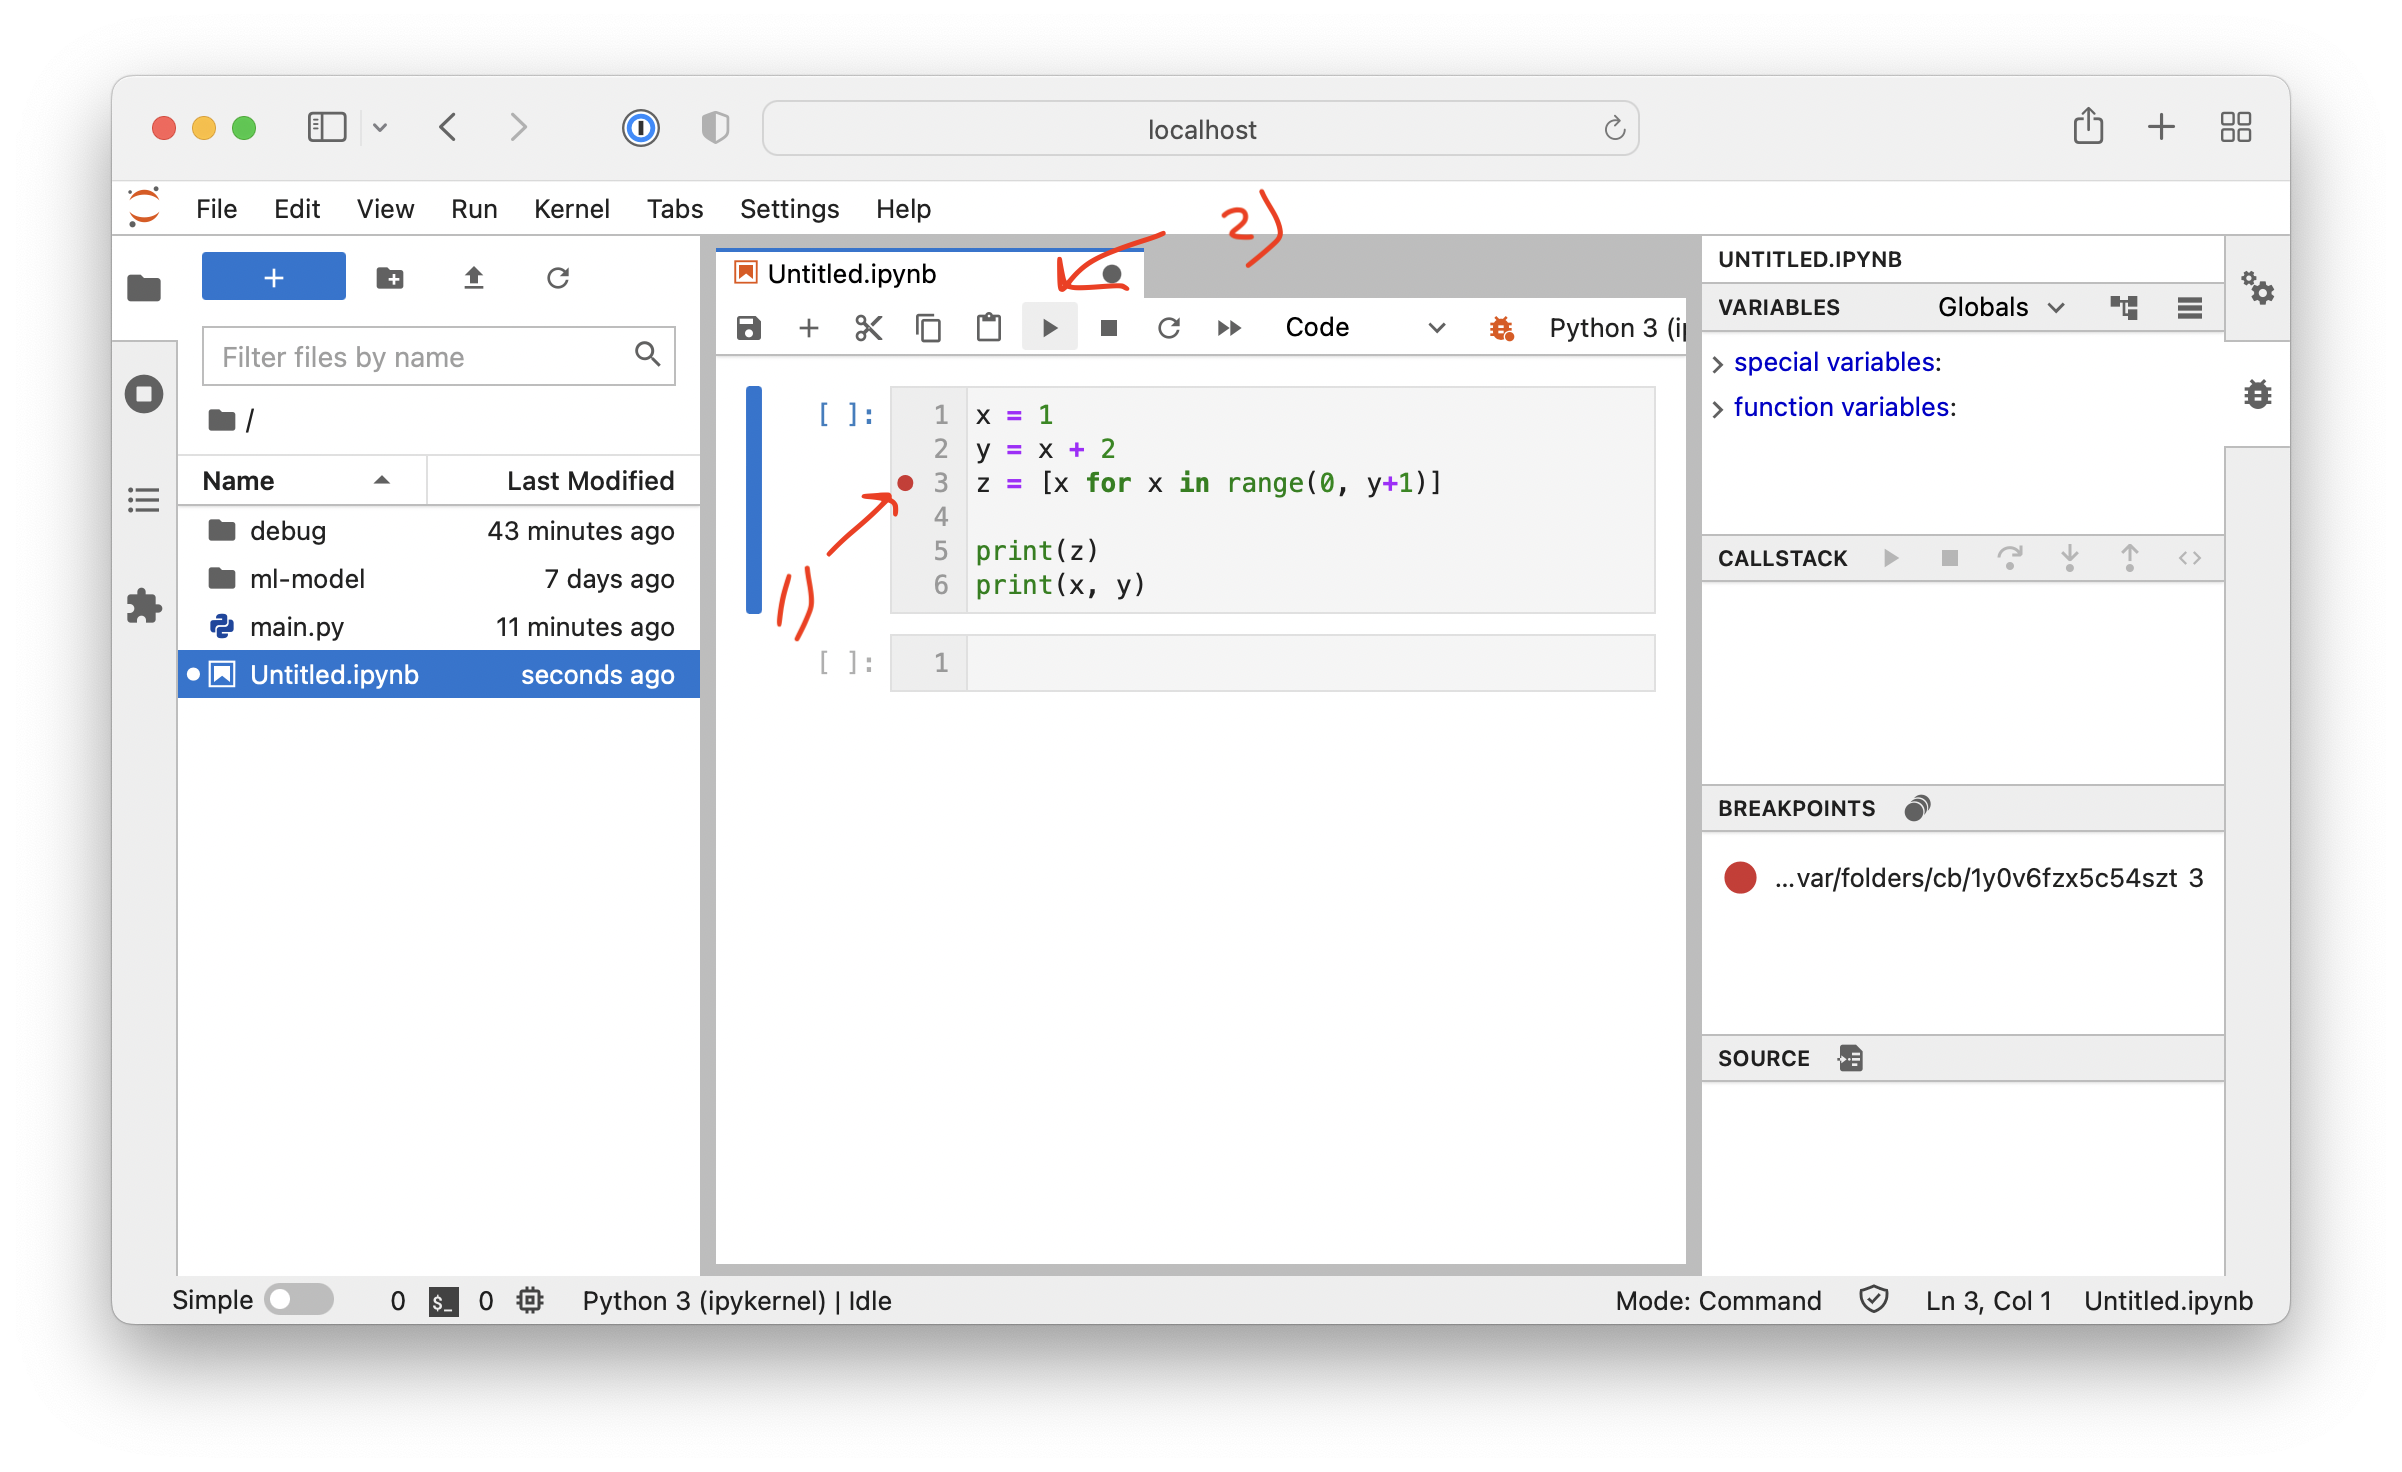 localhost
File Edit View Run Kernel Tabs Settings Help
2)
Filter files by name
/
Name Last Modified
debug 43 minutes ago
ml-model 7 days ago
main.py 11 minutes ago
Untitled.ipynb seconds ago
Untitled.ipynb
Code Python 3 (i
[ ]:
1 x = 1
2 y = x + 2
3 z = [x for x in range(0, y+1)]
4
5 print(z)
6 print(x, y)
1)
[ ]: 1
UNTITLED.IPYNB
VARIABLES Globals
special variables:
function variables:
CALLSTACK
BREAKPOINTS
...var/folders/cb/1y0v6fzx5c54szt 3
SOURCE
Simple 0 $_ 0 Python 3 (ipykernel) | Idle Mode: Command Ln 3, Col 1 Untitled.ipynb